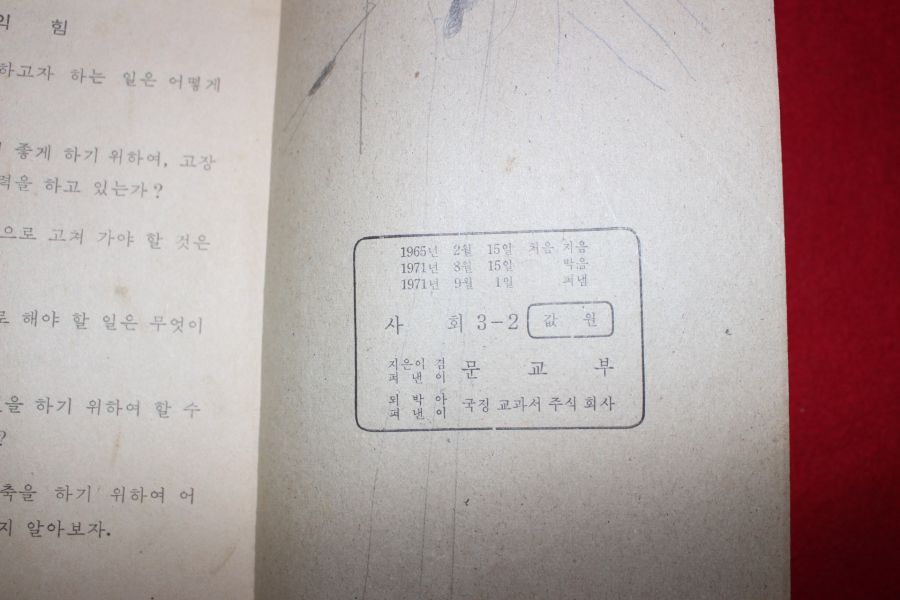 힘
하고자 하는 일은 어떻게
좋게 하기 위하여, 고장
력을 하고 있는가?
으로 고쳐 가야 할 것은
로 해야 할 일은 무엇이
을 하기 위하여 할 수
?
축을 하기 위하여 어
지 알아보자.
1965년 2월 15일 처음 지음
1971년 8월 15일 박음
1971년 9월 1일 펴냄
사 회 3-2 값 원
지은이 겸
펴 낸 이
문 교 부
되 박 아
펴 낸 이
국정 교과서 주식 회사